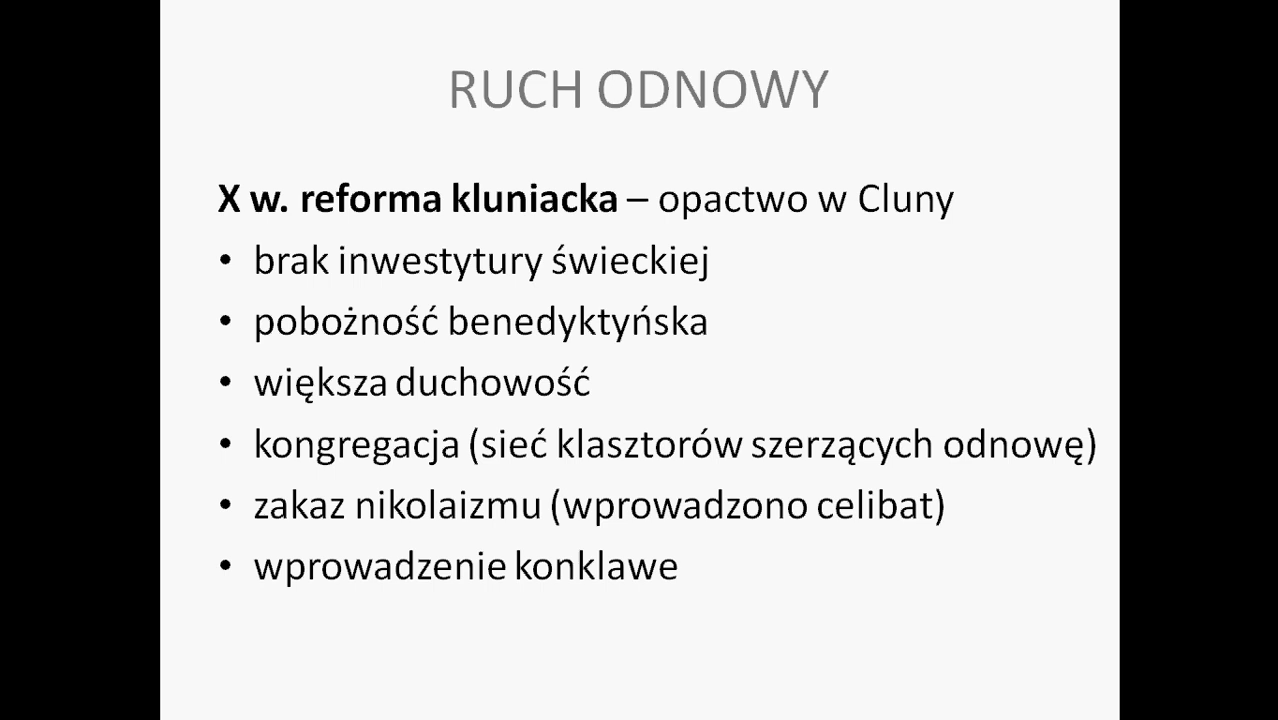 RUCH ODNOWY
X w. reforma kluniacka – opactwo w Cluny
• brak inwestytury świeckiej
• pobożność benedyktyńska
• większa duchowość
• kongregacja (sieć klasztorów szerzących odnowę)
• zakaz nikolaizmu (wprowadzono celibat)
• wprowadzenie konklawe